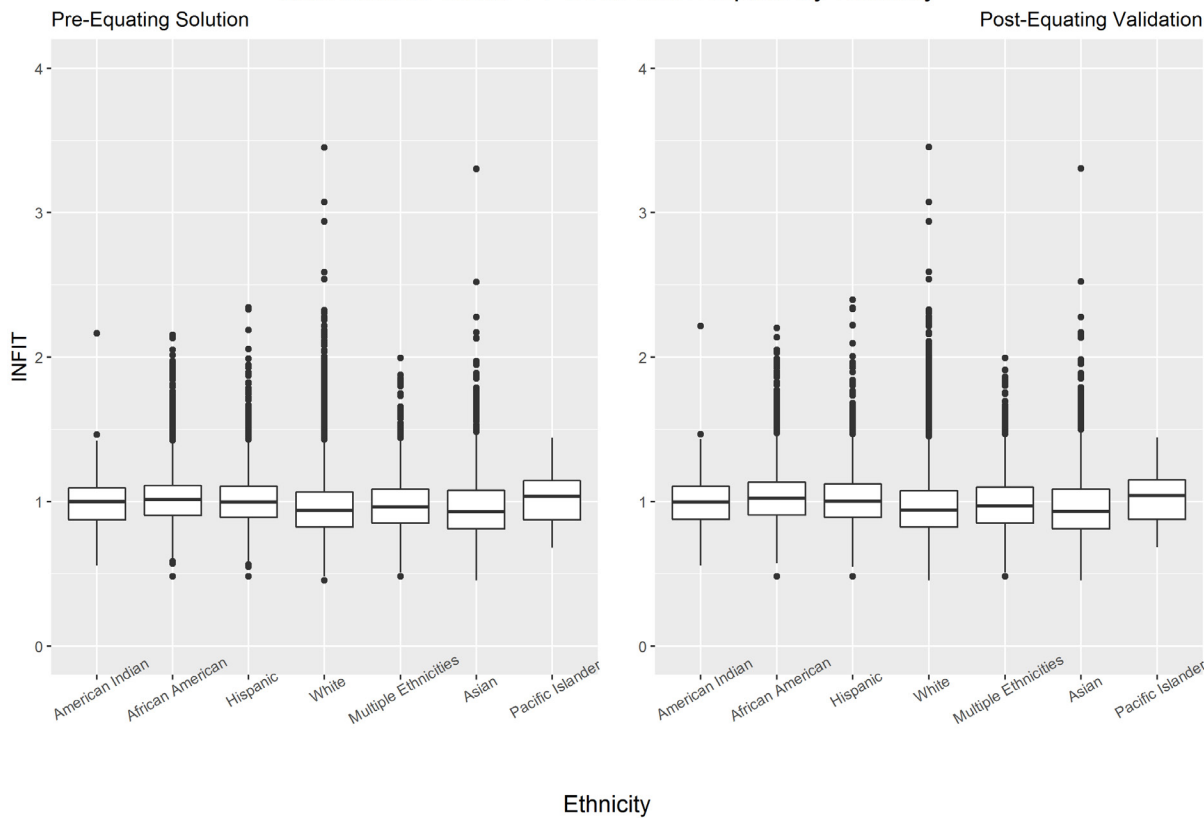 Pre-Equating Solution
Post-Equating Validation
INFIT
4
3
2
1
0
American Indian
African American
Hispanic
White
Multiple Ethnicities
Asian
Pacific Islander
4
3
2
1
0
American Indian
African American
Hispanic
White
Multiple Ethnicities
Asian
Pacific Islander
Ethnicity